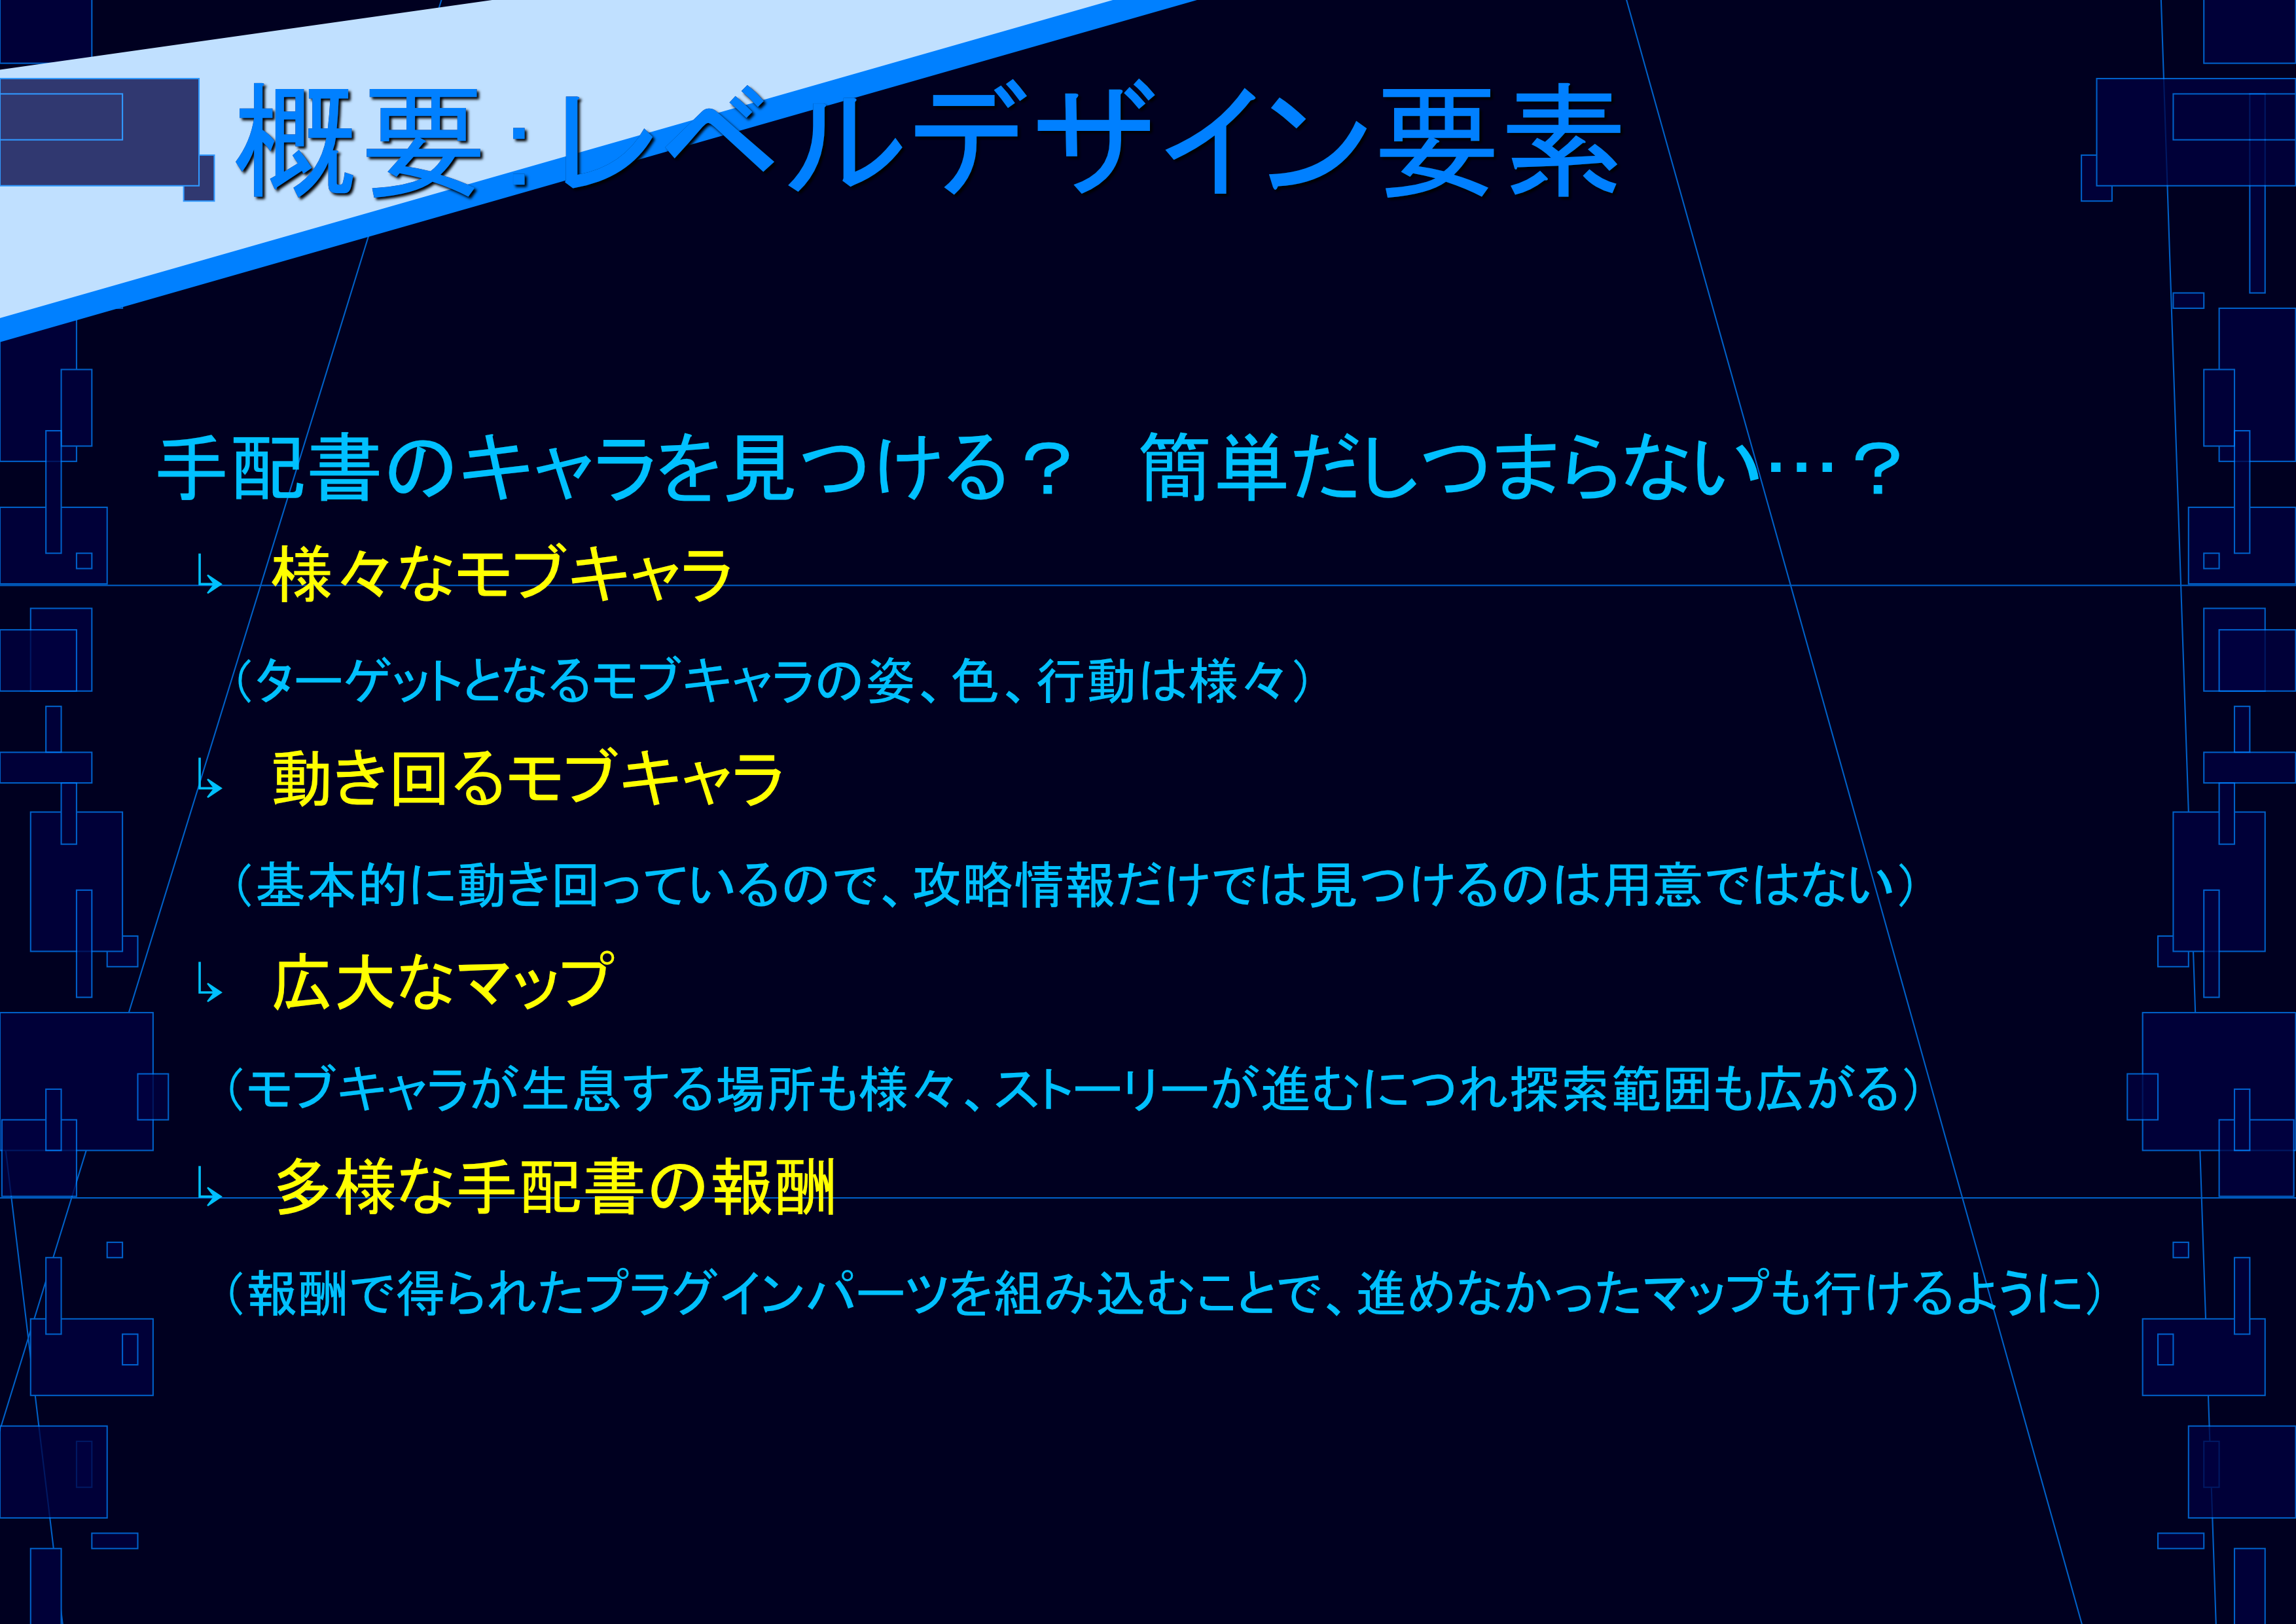 概要:レベルデザイン要素
手配書のキャラを見つける？　簡単だしつまらない…？
↳　様々なモブキャラ
（ターゲットとなるモブキャラの姿、色、行動は様々）
↳　動き回るモブキャラ
（基本的に動き回っているので、攻略情報だけでは見つけるのは用意ではない）
↳　広大なマップ
（モブキャラが生息する場所も様々、ストーリーが進むにつれ探索範囲も広がる）
↳　多様な手配書の報酬
（報酬で得られたプラグインパーツを組み込むことで、進めなかったマップも行けるように）